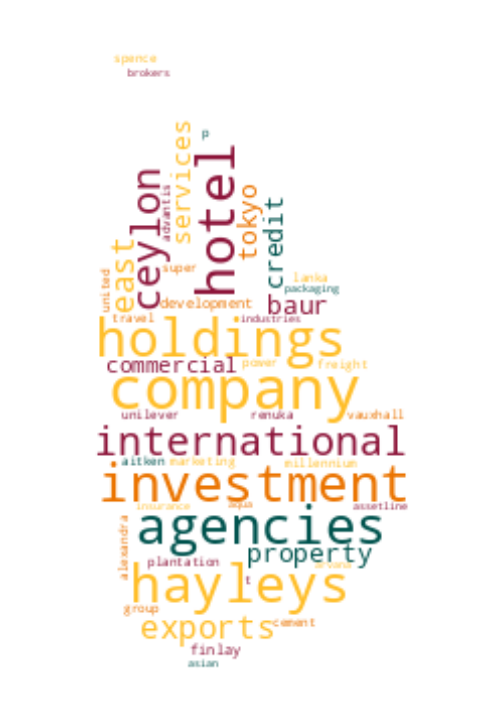 spence
brokers
p
services
hotel
ceylon
advantis
tokyo
credit
east
united
super
lanka
packaging
development
baur
travel
industries
holdings
commercial
power
freight
company
unilever
renuka
vauxhall
international
aitken
marketing
millennium
investment
insurance
aqua
assetline
agencies
alexandra
property
plantation
t
hayleys
group
exports
cement
finlay
asian